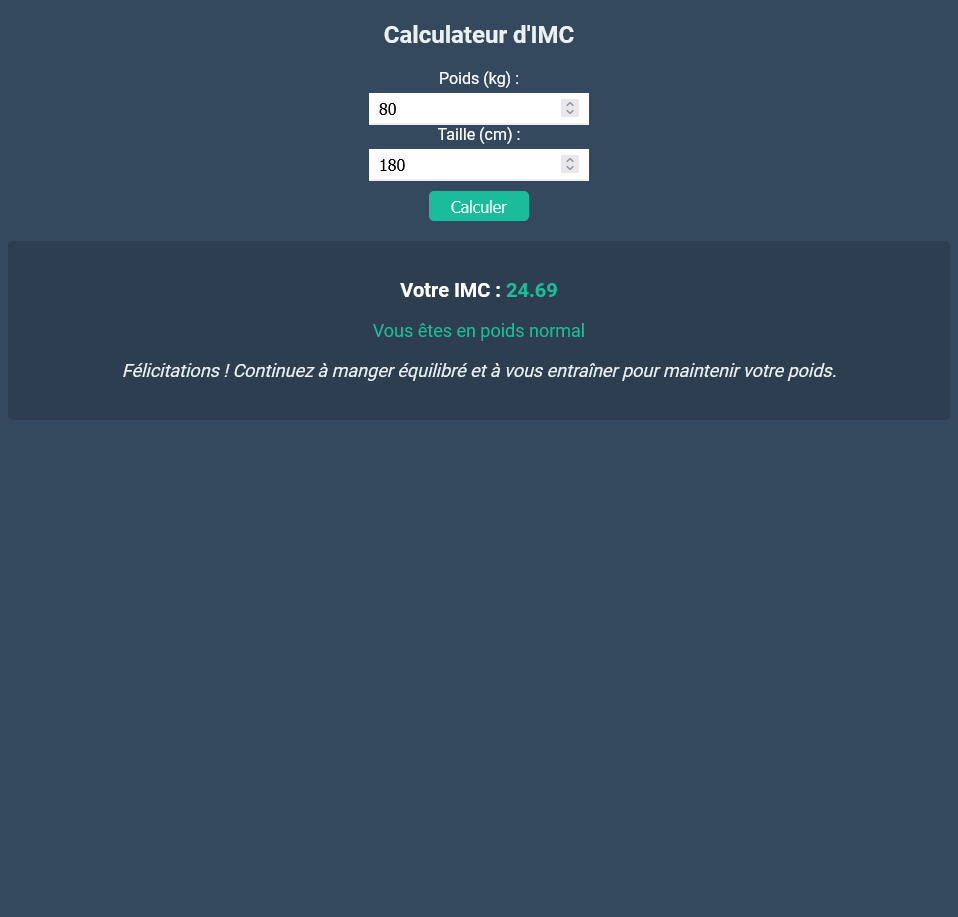 Calculateur d'IMC
Poids (kg) :
80
Taille (cm) :
180
Calculer
Votre IMC : 24.69
Vous êtes en poids normal
Félicitations ! Continuez à manger équilibré et à vous entraîner pour maintenir votre poids.